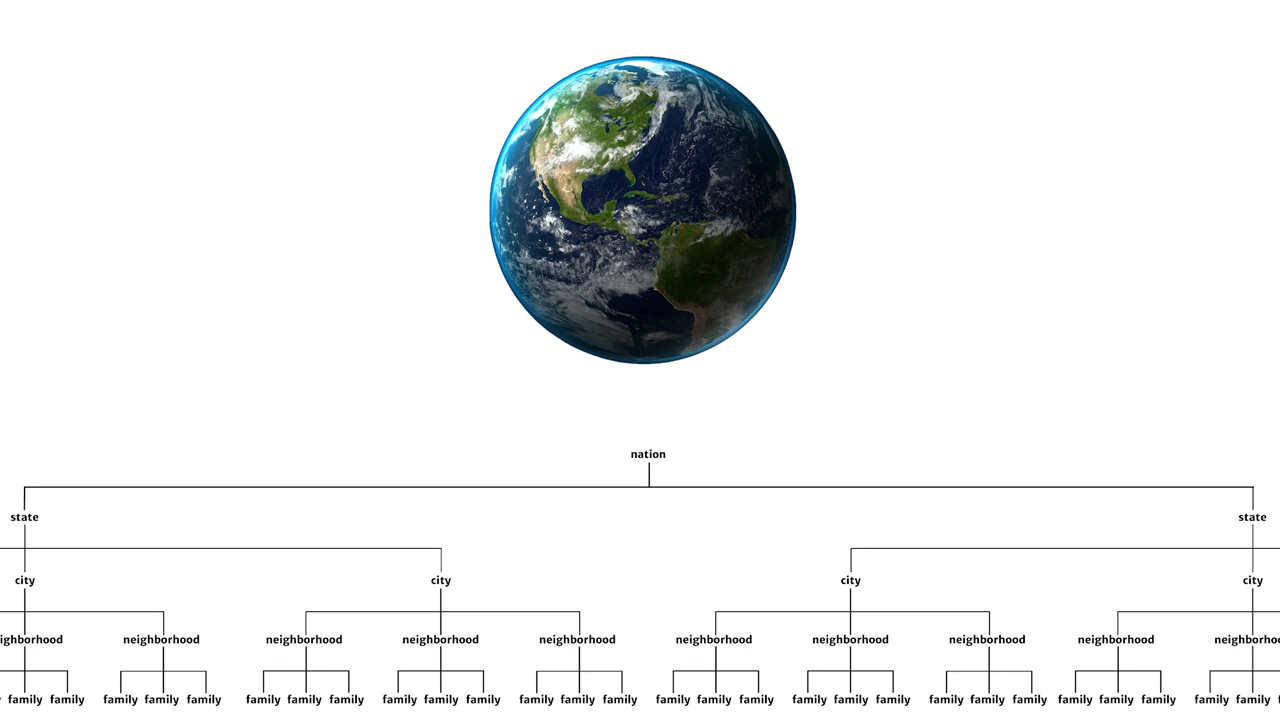 nation
state state
city city city city
ighborhood neighborhood neighborhood neighborhood neighborhood neighborhood neighborhood neighborhood neighborhood neighborho
family family family family family family family family family family family family family family family family family family family family family family family family family family family family